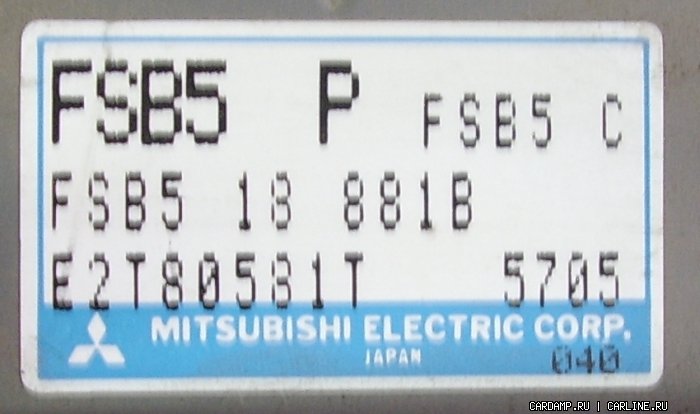 FSB5 P FSB5 C
FSB5 18 881B
E2T80581T 5705
MITSUBISHI ELECTRIC CORP.
JAPAN 040
CARDAMP.RU | CARLINE.RU